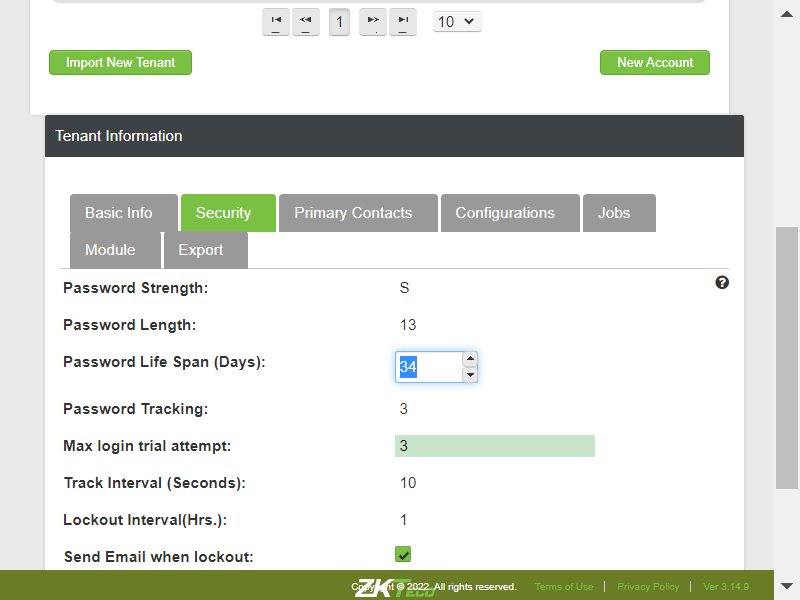 1 10
Import New Tenant New Account
Tenant Information
Basic Info Security Primary Contacts Configurations Jobs
Module Export
Password Strength: S
Password Length: 13
Password Life Span (Days): 34
Password Tracking: 3
Max login trial attempt: 3
Track Interval (Seconds): 10
Lockout Interval(Hrs.): 1
Send Email when lockout:
ZKTeco
Copyright © 2022. All rights reserved. Terms of Use | Privacy Policy | Ver 3.14.9